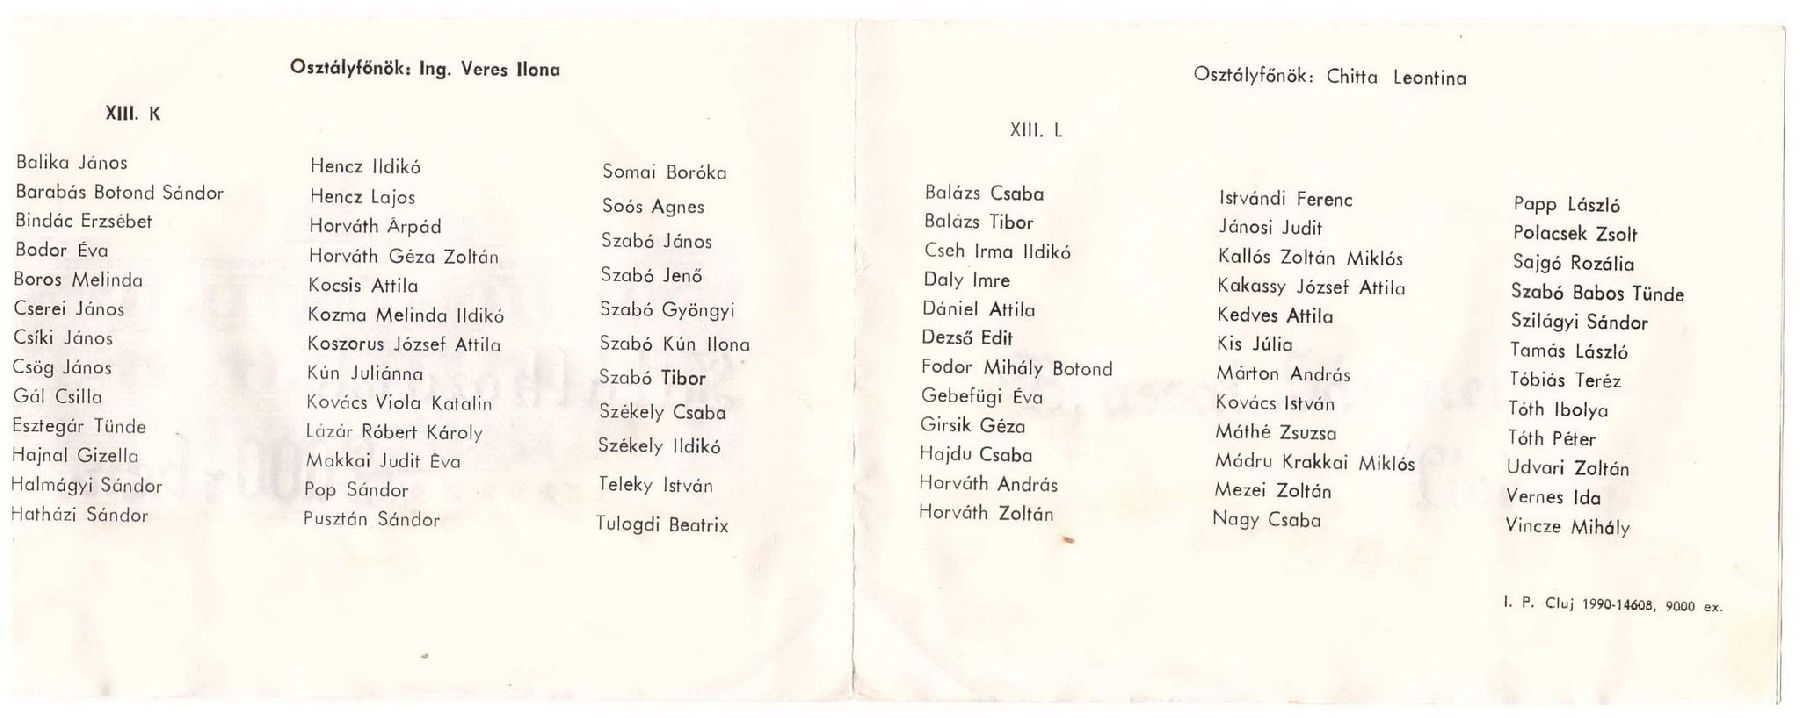 Osztályfőnök: Ing. Veres Ilona
XIII. K
Balika János
Barabás Botond Sándor
Bindác Erzsébet
Bodor Éva
Boros Melinda
Cserei János
Csíki János
Csög János
Gál Csilla
Esztegár Tünde
Hajnal Gizella
Halmágyi Sándor
Hatházi Sándor
Hencz Ildikó
Hencz Lajos
Horváth Árpád
Horváth Géza Zoltán
Kocsis Attila
Kozma Melinda Ildikó
Koszorus József Attila
Kún Juliánna
Kovács Viola Katalin
Lázár Róbert Károly
Makkai Judit Éva
Pop Sándor
Pusztán Sándor
Somai Boróka
Soós Agnes
Szabó János
Szabó Jenő
Szabó Gyöngyi
Szabó Kún Ilona
Szabó Tibor
Székely Csaba
Székely Ildikó
Teleky István
Tulogdi Beatrix
Osztályfőnök: Chitta Leontina
XIII. L
Balázs Csaba
Balázs Tibor
Cseh Irma Ildikó
Daly Imre
Dániel Attila
Dezső Edit
Fodor Mihály Botond
Gebefügi Éva
Girsik Géza
Hajdu Csaba
Horváth András
Horváth Zoltán
Istvándi Ferenc
Jánosi Judit
Kallós Zoltán Miklós
Kakassy József Attila
Kedves Attila
Kis Júlia
Márton András
Kovács István
Máthé Zsuzsa
Mádru Krakkai Miklós
Mezei Zoltán
Nagy Csaba
Papp László
Polacsek Zsolt
Sajgó Rozália
Szabó Babos Tünde
Szilágyi Sándor
Tamás László
Tóbiás Teréz
Tóth Ibolya
Tóth Péter
Udvari Zoltán
Vernes Ida
Vincze Mihály
I. P. Cluj 1990-14608, 9000 ex.